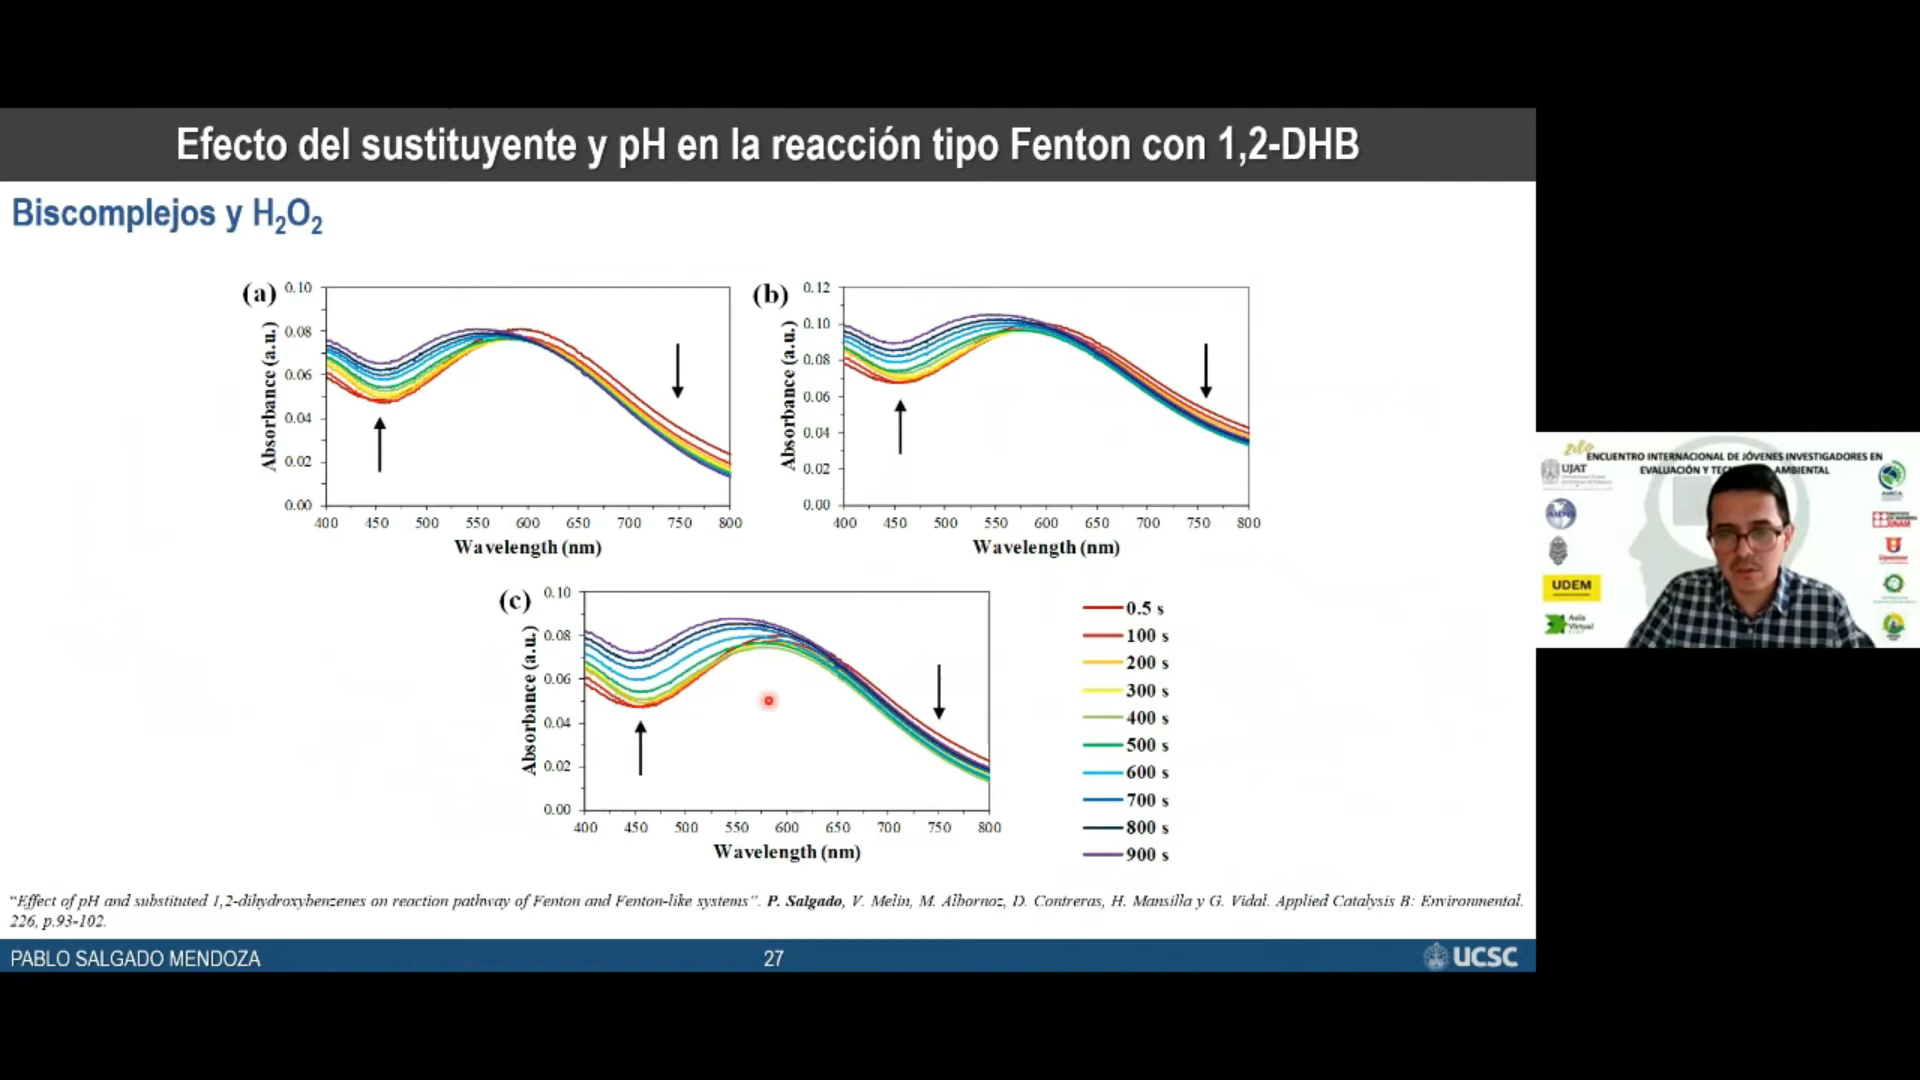 Efecto del sustituyente y pH en la reacción tipo Fenton con 1,2-DHB
Biscomplejos y H₂O₂
(a)
0.10
0.08
0.06
0.04
0.02
0.00
Absorbance (a.u.)
400 450 500 550 600 650 700 750 800
Wavelength (nm)
(b)
0.12
0.10
0.08
0.06
0.04
0.02
0.00
Absorbance (a.u.)
400 450 500 550 600 650 700 750 800
Wavelength (nm)
(c)
0.10
0.08
0.06
0.04
0.02
0.00
Absorbance (a.u.)
400 450 500 550 600 650 700 750 800
Wavelength (nm)
0.5 s
100 s
200 s
300 s
400 s
500 s
600 s
700 s
800 s
900 s
“Effect of pH and substituted 1,2-dihydroxybenzenes on reaction pathway of Fenton and Fenton-like systems”. P. Salgado, V. Melin, M. Albornoz, D. Contreras, H. Mansilla y G. Vidal. Applied Catalysis B: Environmental.
226, p.93-102.
PABLO SALGADO MENDOZA
27
UCSC
2do
ENCUENTRO INTERNACIONAL DE JÓVENES INVESTIGADORES EN
EVALUACIÓN Y AMBIENTAL
UJAT
AIDIS
UDEM
Aula
Virtual
UNAM